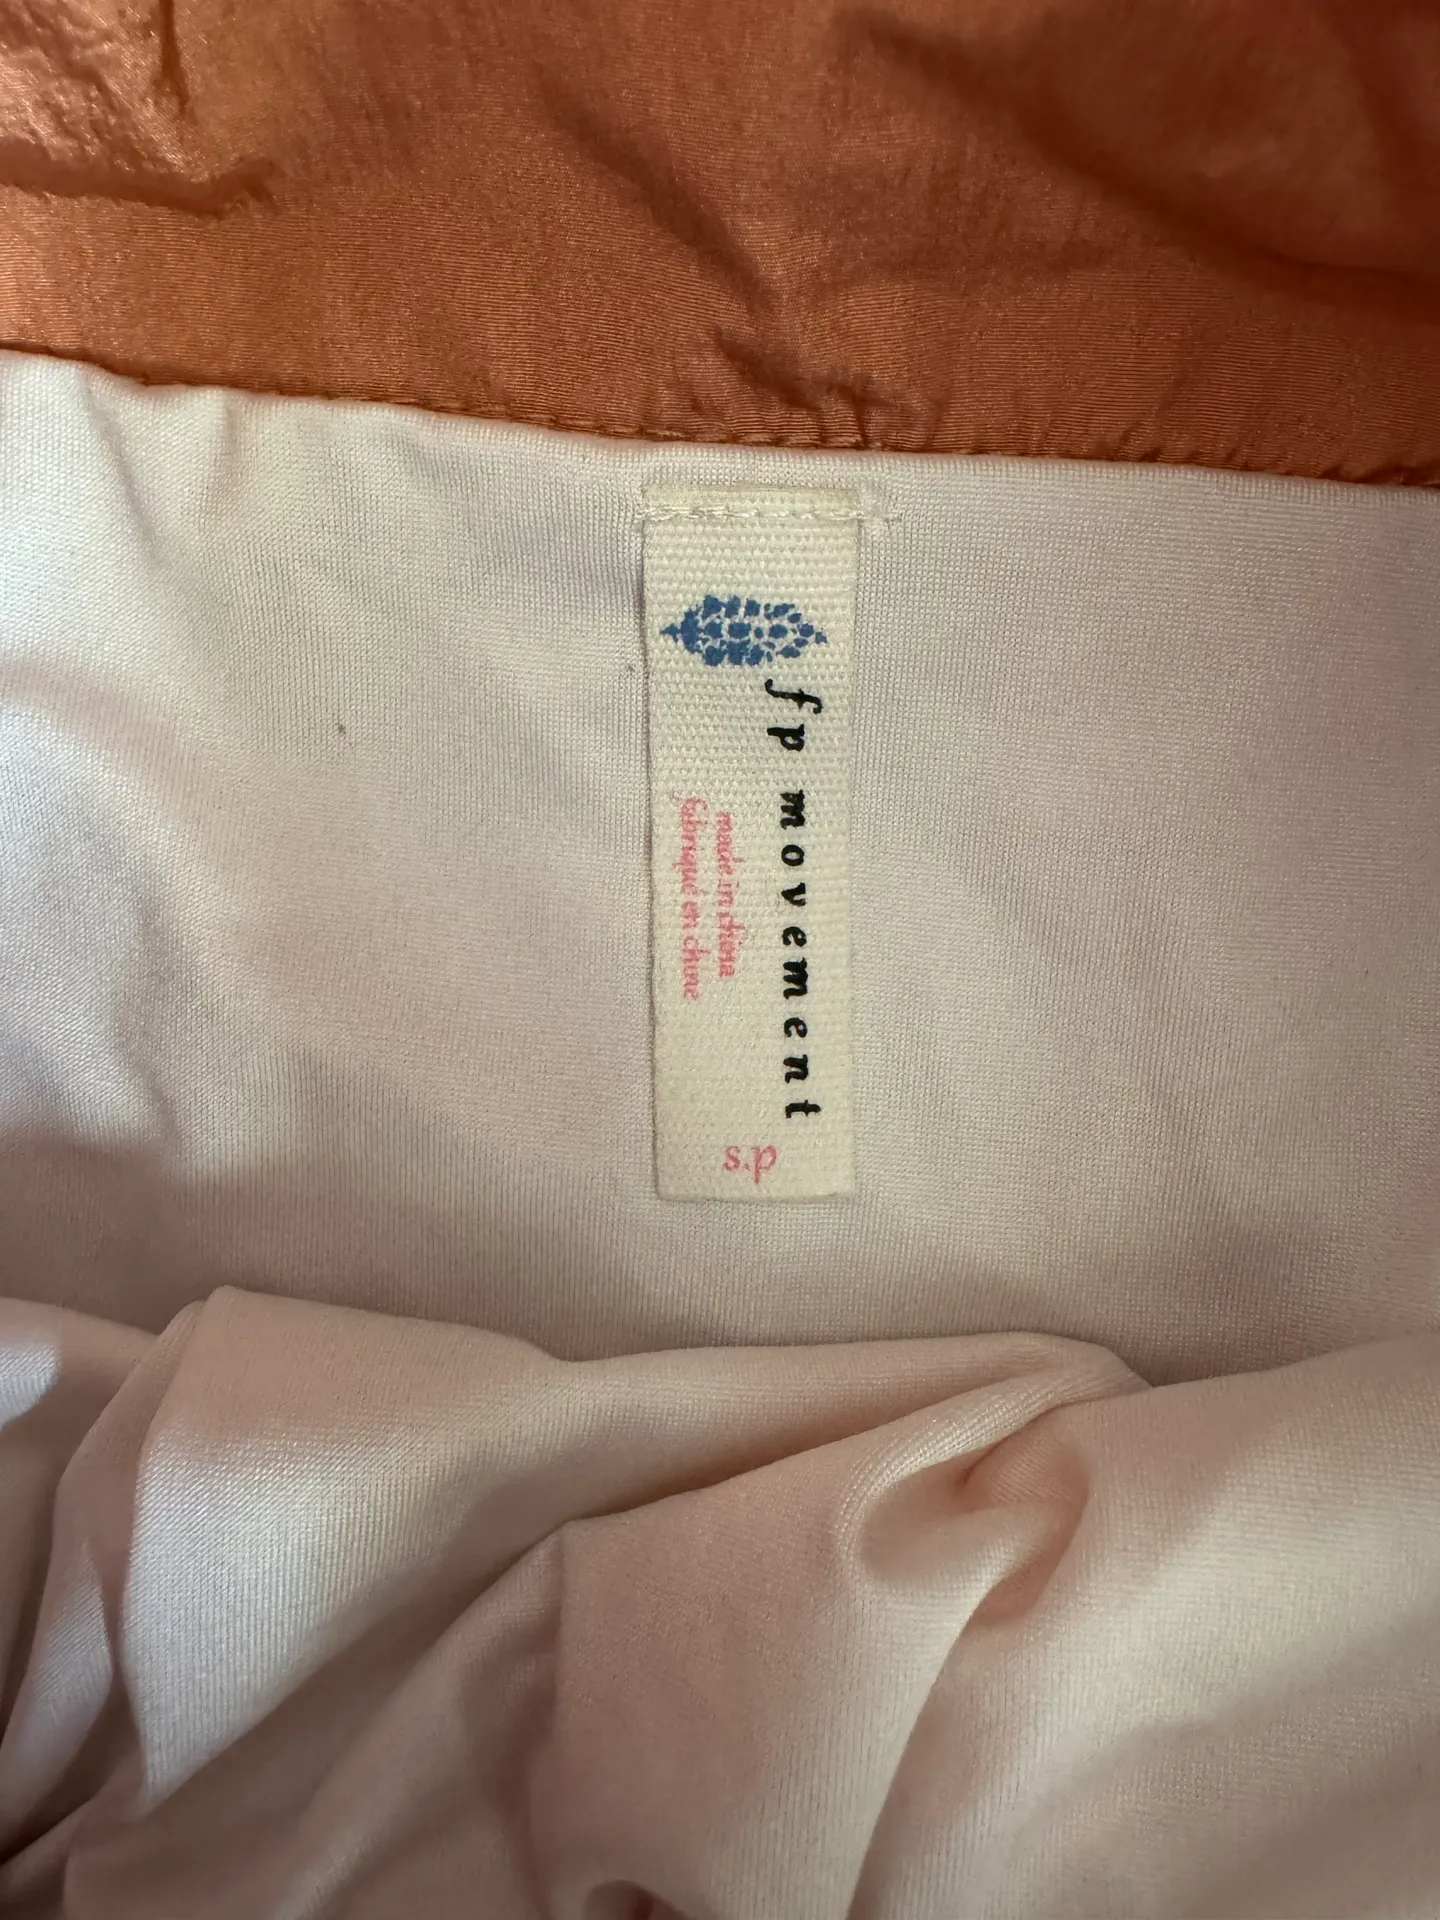 fp movement
made in china
fabriqué en chine
s.p